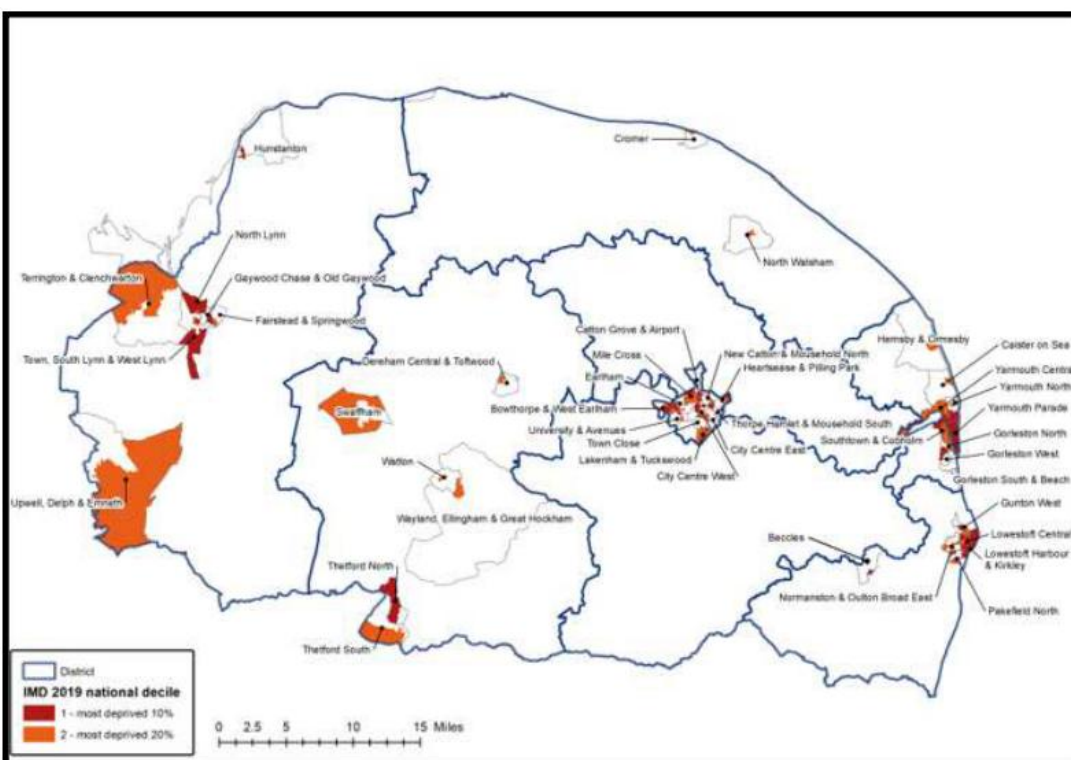 Cromer
Hunstanton
North Lynn
North Walsham
Terrington & Clenchwarton
Gaywood Chase & Old Gaywood
Fairstead & Springwood
Catton Grove & Airport
Hemsby & Ormesby
Mile Cross
New Catton & Mousehold North
Caister on Sea
Town, South Lynn & West Lynn
Dereham Central & Toftwood
Earlham
Heartsease & Pilling Park
Yarmouth Central
Yarmouth North
Swaffham
Bowthorpe & West Earlham
Yarmouth Parade
University & Avenues
Thorpe Hamlet & Mousehold South
Southtown & Cobholm
Gorleston North
Town Close
City Centre East
Gorleston West
Watton
Lakenham & Tuckswood
City Centre West
Gorleston South & Beach
Upwell, Delph & Emneth
Gunton West
Wayland, Ellingham & Great Hockham
Lowestoft Central
Beccles
Lowestoft Harbour
& Kirkley
Thetford North
Normanston & Oulton Broad East
Pakefield North
Thetford South
District
IMD 2019 national decile
1 - most deprived 10%
2 - most deprived 20%
0 2.5 5 10 15 Miles